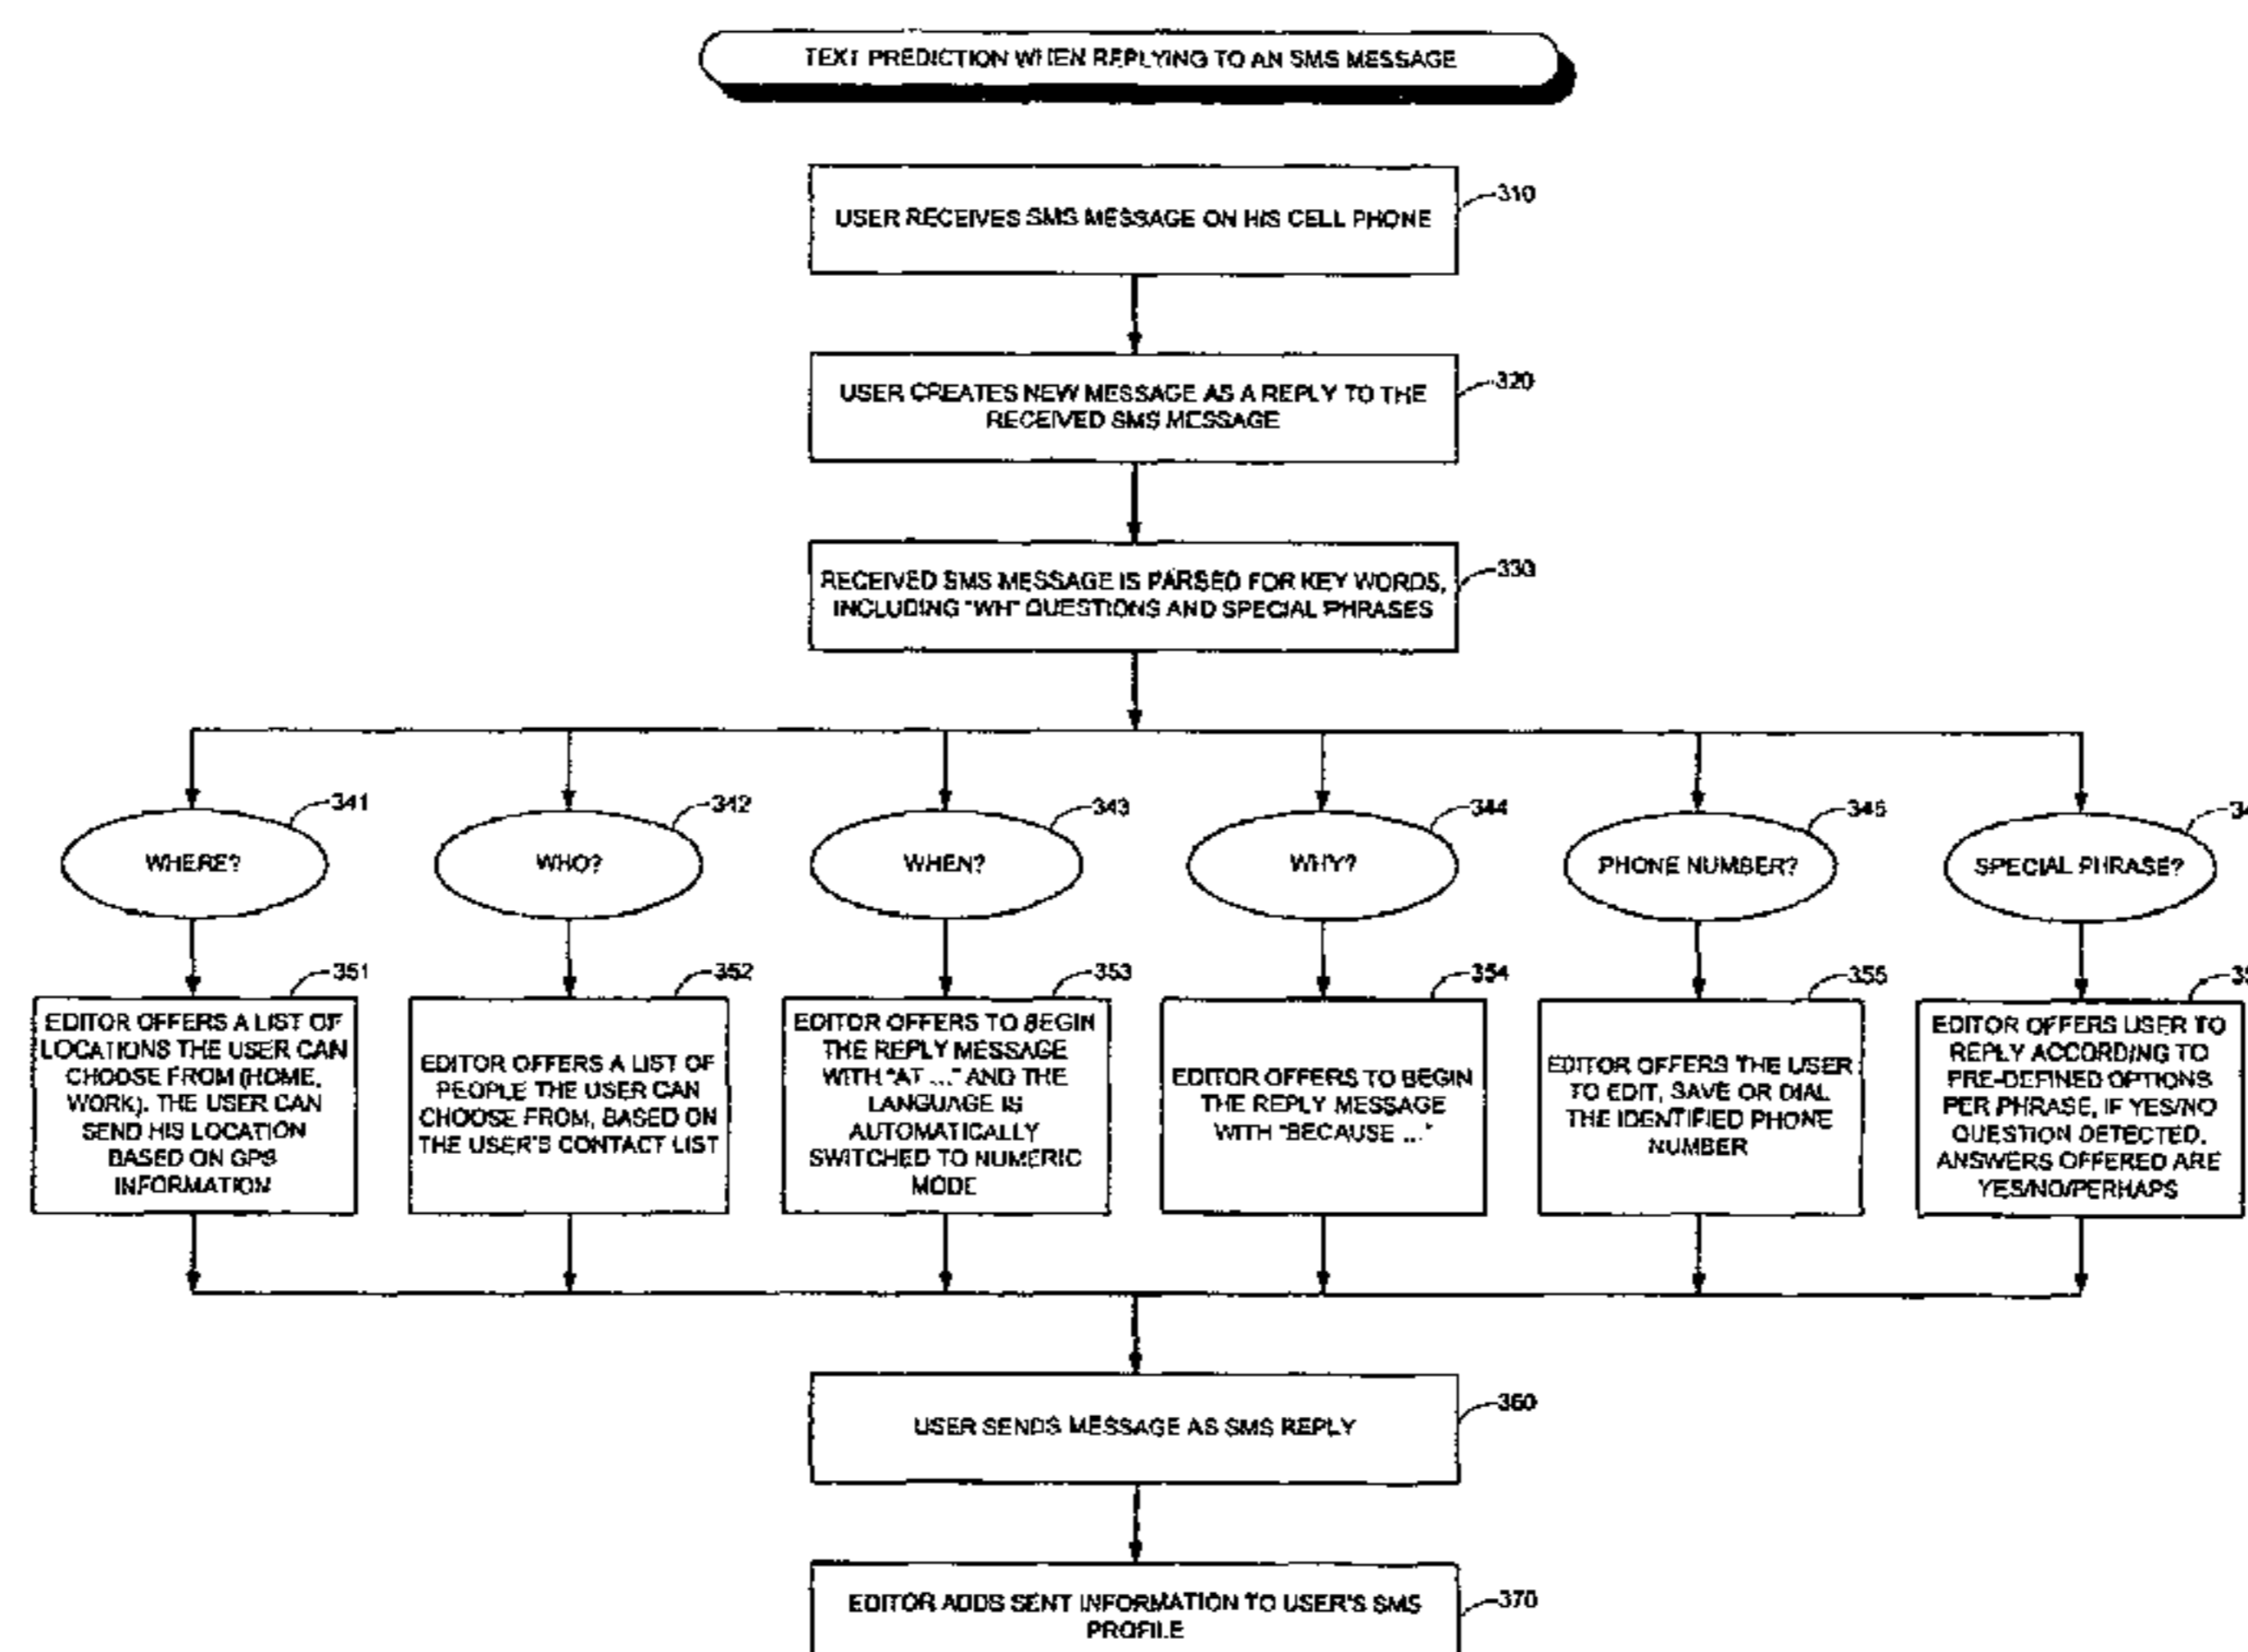 TEXT PREDICTION WHEN REPLYING TO AN SMS MESSAGE
USER RECEIVES SMS MESSAGE ON HIS CELL PHONE
310
USER CREATES NEW MESSAGE AS A REPLY TO THE
RECEIVED SMS MESSAGE
320
RECEIVED SMS MESSAGE IS PARSED FOR KEY WORDS,
INCLUDING "WH" QUESTIONS AND SPECIAL PHRASES
330
341
WHERE?
342
WHO?
343
WHEN?
344
WHY?
345
PHONE NUMBER?
34
SPECIAL PHRASE?
351
EDITOR OFFERS A LIST OF
LOCATIONS THE USER CAN
CHOOSE FROM (HOME,
WORK). THE USER CAN
SEND HIS LOCATION
BASED ON GPS
INFORMATION
352
EDITOR OFFERS A LIST OF
PEOPLE THE USER CAN
CHOOSE FROM, BASED ON
THE USER'S CONTACT LIST
353
EDITOR OFFERS TO BEGIN
THE REPLY MESSAGE
WITH "AT ..." AND THE
LANGUAGE IS
AUTOMATICALLY
SWITCHED TO NUMERIC
MODE
354
EDITOR OFFERS TO BEGIN
THE REPLY MESSAGE
WITH "BECAUSE ..."
355
EDITOR OFFERS THE USER
TO EDIT, SAVE OR DIAL
THE IDENTIFIED PHONE
NUMBER
35
EDITOR OFFERS USER TO
REPLY ACCORDING TO
PRE-DEFINED OPTIONS
PER PHRASE, IF YES/NO
QUESTION DETECTED,
ANSWERS OFFERED ARE
YES/NO/PERHAPS
USER SENDS MESSAGE AS SMS REPLY
360
EDITOR ADDS SENT INFORMATION TO USER'S SMS
PROFILE
370